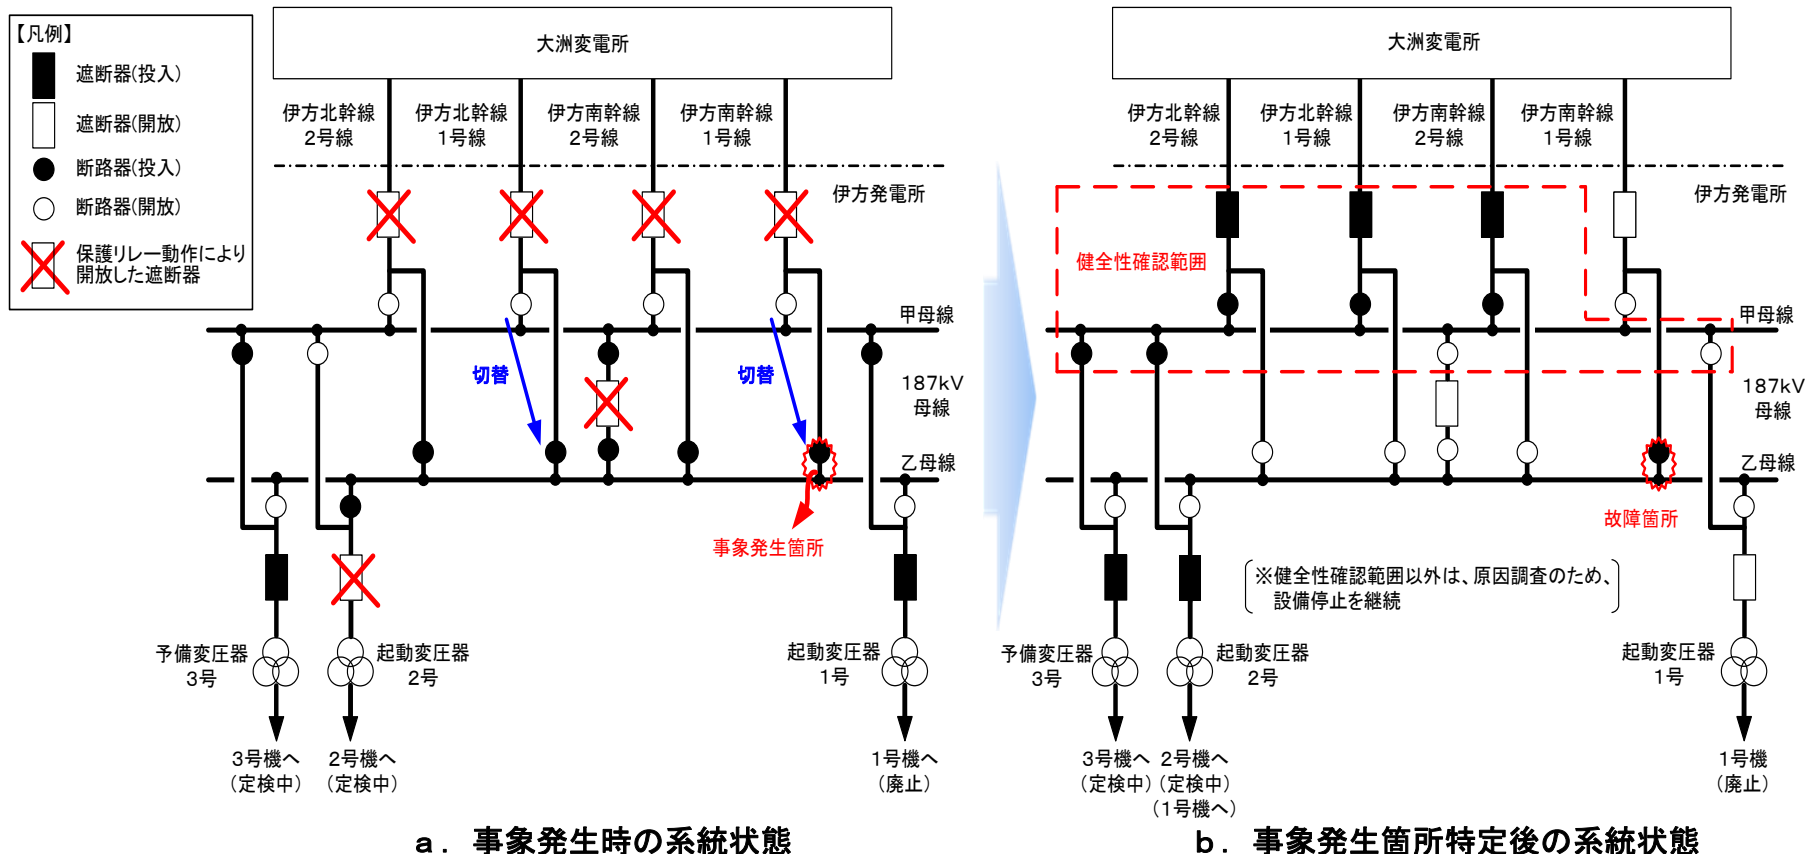 【凡例】
遮断器(投入)
遮断器(開放)
断路器(投入)
断路器(開放)
保護リレー動作により
開放した遮断器
大洲変電所
伊方北幹線
2号線
伊方北幹線
1号線
伊方南幹線
2号線
伊方南幹線
1号線
伊方発電所
甲母線
切替
切替
187kV
母線
乙母線
事象発生箇所
予備変圧器
3号
起動変圧器
2号
起動変圧器
1号
3号機へ
(定検中)
2号機へ
(定検中)
1号機へ
(廃止)
a. 事象発生時の系統状態
大洲変電所
伊方北幹線
2号線
伊方北幹線
1号線
伊方南幹線
2号線
伊方南幹線
1号線
伊方発電所
健全性確認範囲
甲母線
187kV
母線
乙母線
故障箇所
※健全性確認範囲以外は、原因調査のため、
設備停止を継続
予備変圧器
3号
起動変圧器
2号
起動変圧器
1号
3号機へ
(定検中)
2号機へ
(定検中)
(1号機へ)
1号機
(廃止)
b. 事象発生箇所特定後の系統状態